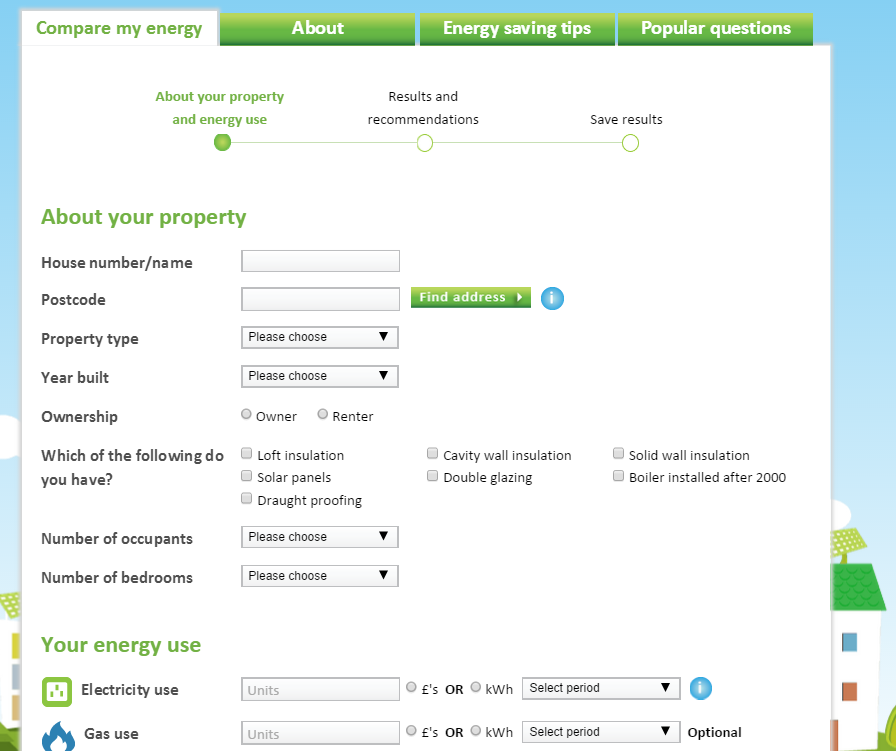 Compare my energy About Energy saving tips Popular questions
About your property Results and
and energy use recommendations Save results
About your property
House number/name
Postcode Find address i
Property type Please choose
Year built Please choose
Ownership Owner Renter
Which of the following do Loft insulation Cavity wall insulation Solid wall insulation
you have? Solar panels Double glazing Boiler installed after 2000
Draught proofing
Number of occupants Please choose
Number of bedrooms Please choose
Your energy use
Electricity use Units £'s OR kWh Select period i
Gas use Units £'s OR kWh Select period Optional